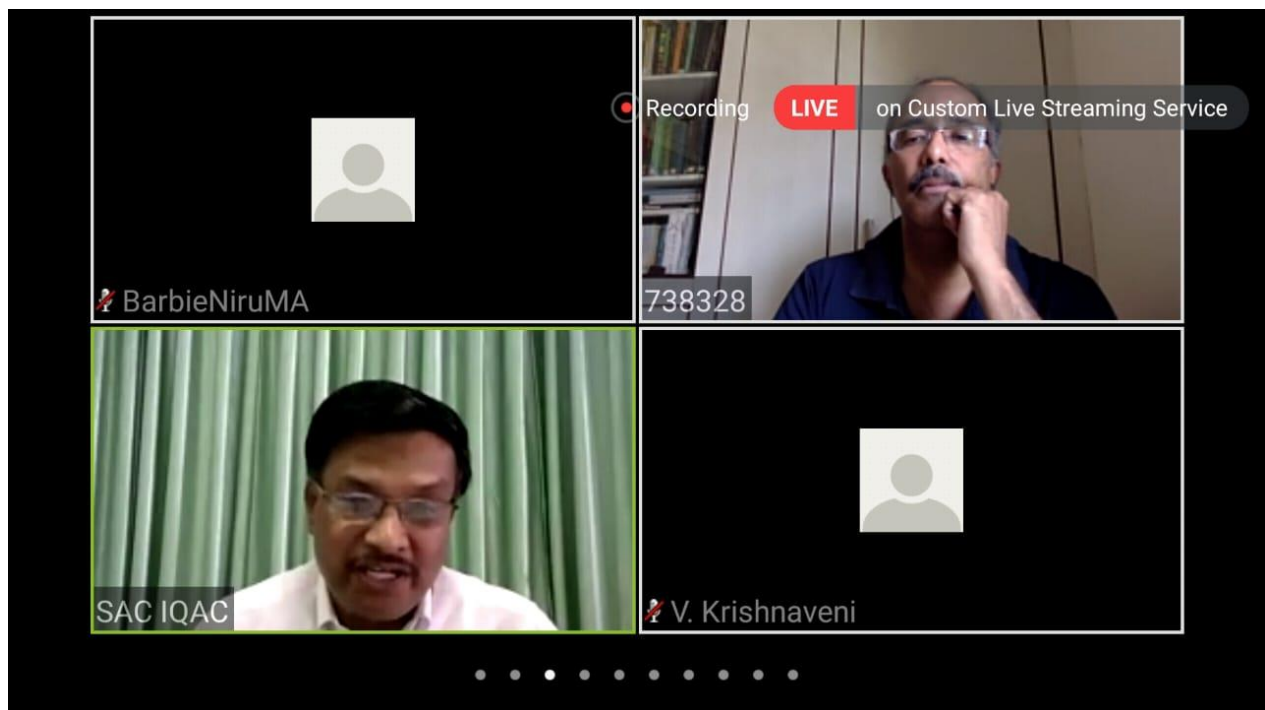 Recording LIVE on Custom Live Streaming Service
BarbieNiruMA
738328
SAC IQAC
V. Krishnaveni